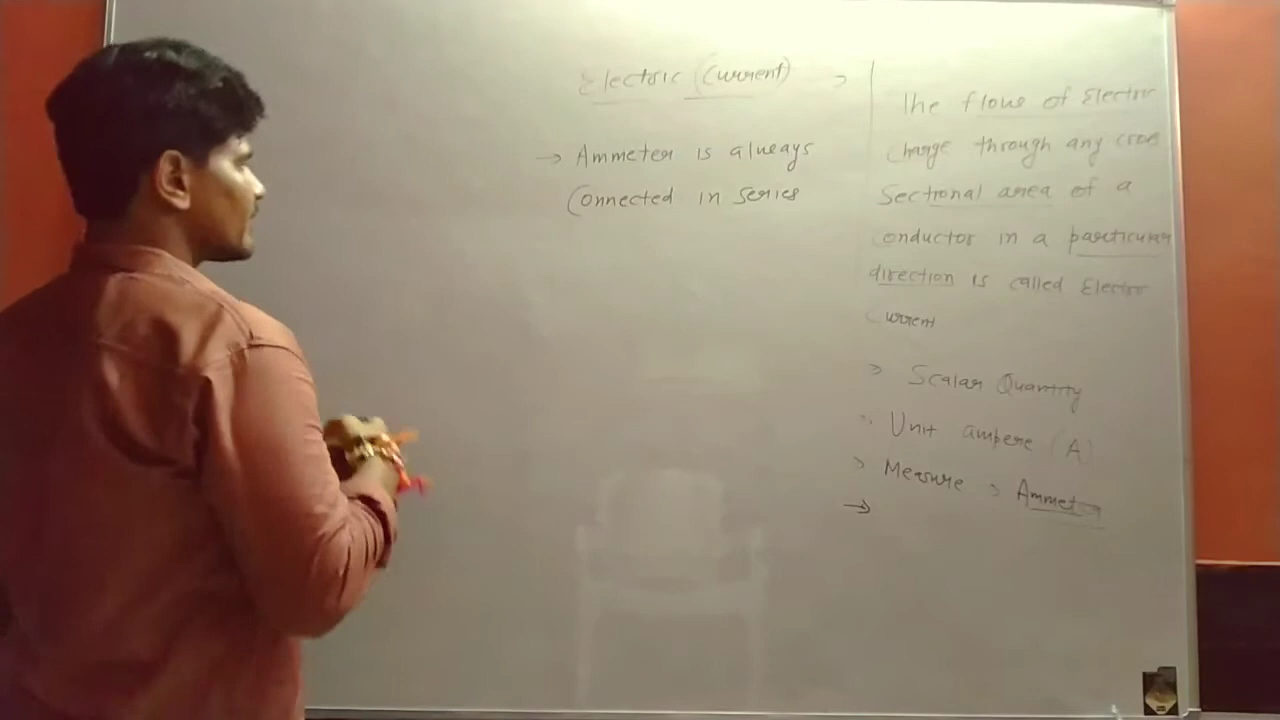 Electric (Current) >
→ Ammeter is always
Connected in series
The flow of Electric
charge through any cross
Sectional area of a
conductor in a particular
direction is called Electric
Current
> Scalar Quantity
Unit ampere (A)
> Measure > Ammeter
→